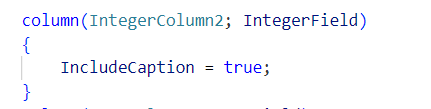 column(IntegerColumn2; IntegerField)
{
IncludeCaption = true;
}